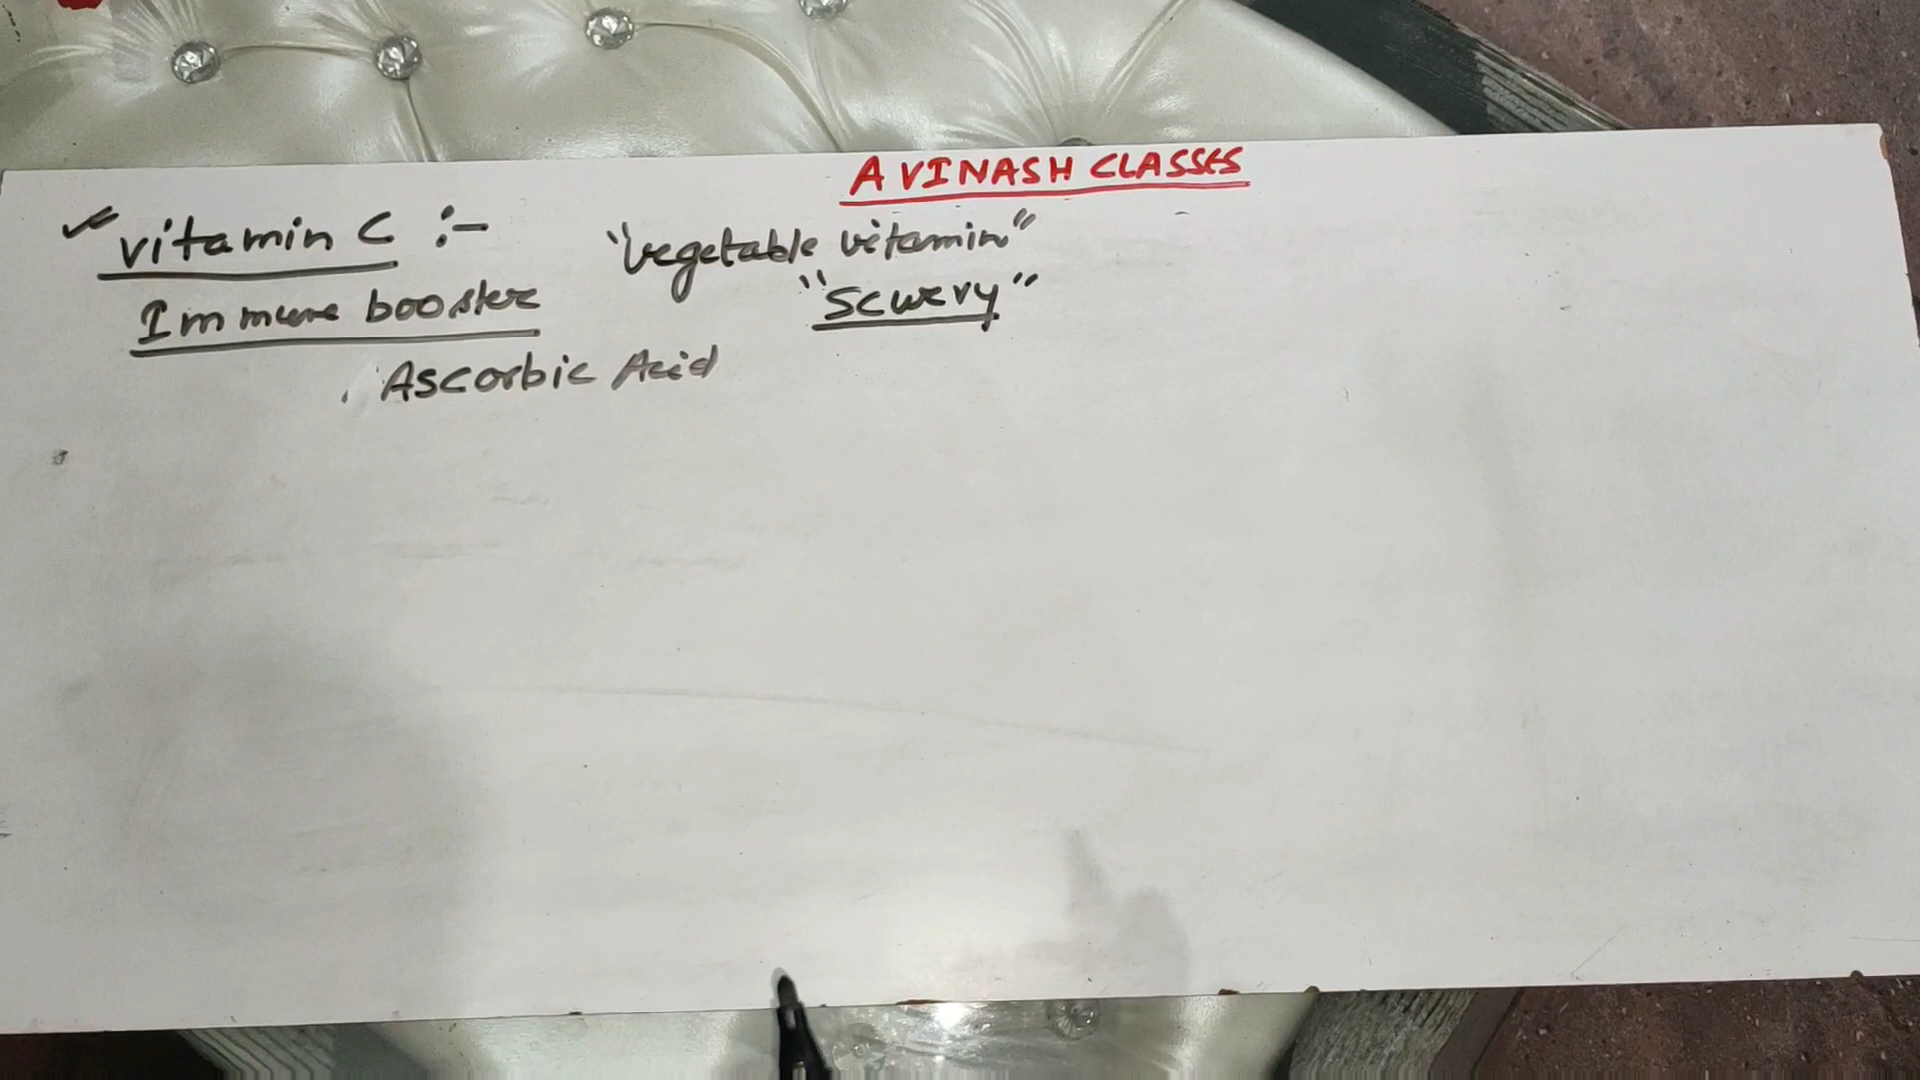 AVINASH CLASSES
vitamin C :- "vegetable vitamin"
Immune booster "Scurvy"
Ascorbic Acid